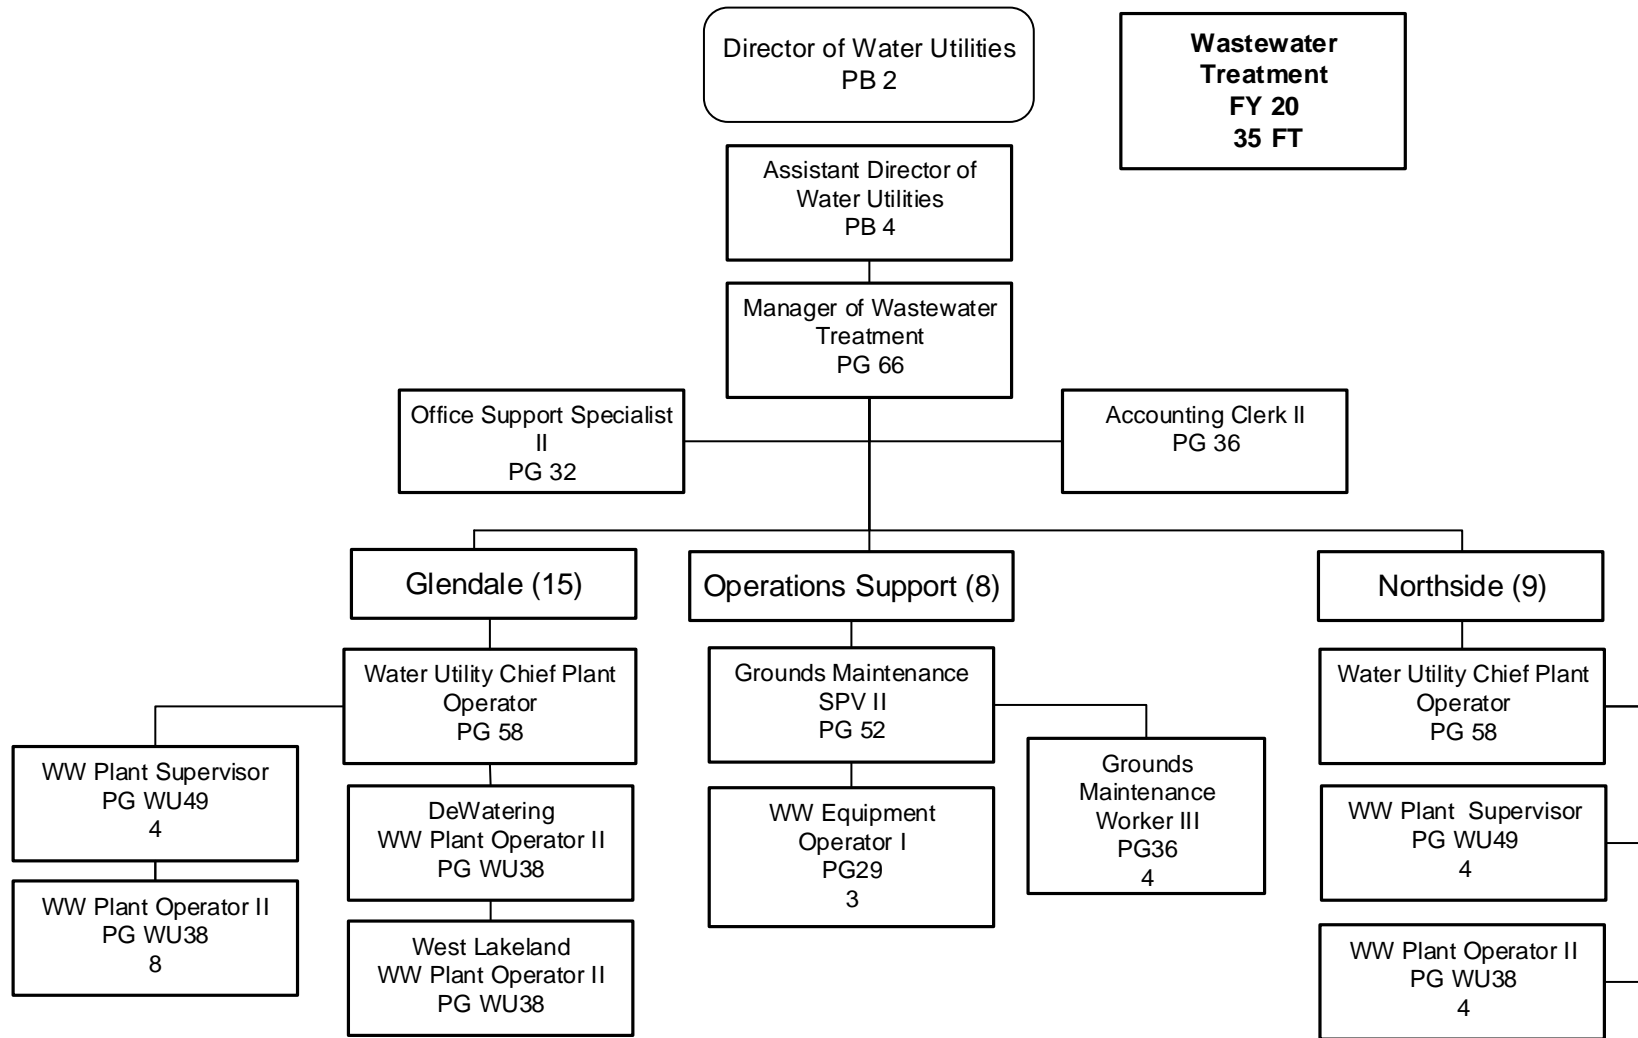 Director of Water Utilities
PB 2
Wastewater
Treatment
FY 20
35 FT
Assistant Director of
Water Utilities
PB 4
Manager of Wastewater
Treatment
PG 66
Office Support Specialist
II
PG 32
Accounting Clerk II
PG 36
Glendale (15)
Operations Support (8)
Northside (9)
Water Utility Chief Plant
Operator
PG 58
Grounds Maintenance
SPV II
PG 52
Water Utility Chief Plant
Operator
PG 58
WW Plant Supervisor
PG WU49
4
DeWatering
WW Plant Operator II
PG WU38
WW Equipment
Operator I
PG29
3
Grounds
Maintenance
Worker III
PG36
4
WW Plant  Supervisor
PG WU49
4
WW Plant Operator II
PG WU38
8
West Lakeland
WW Plant Operator II
PG WU38
WW Plant Operator II
PG WU38
4